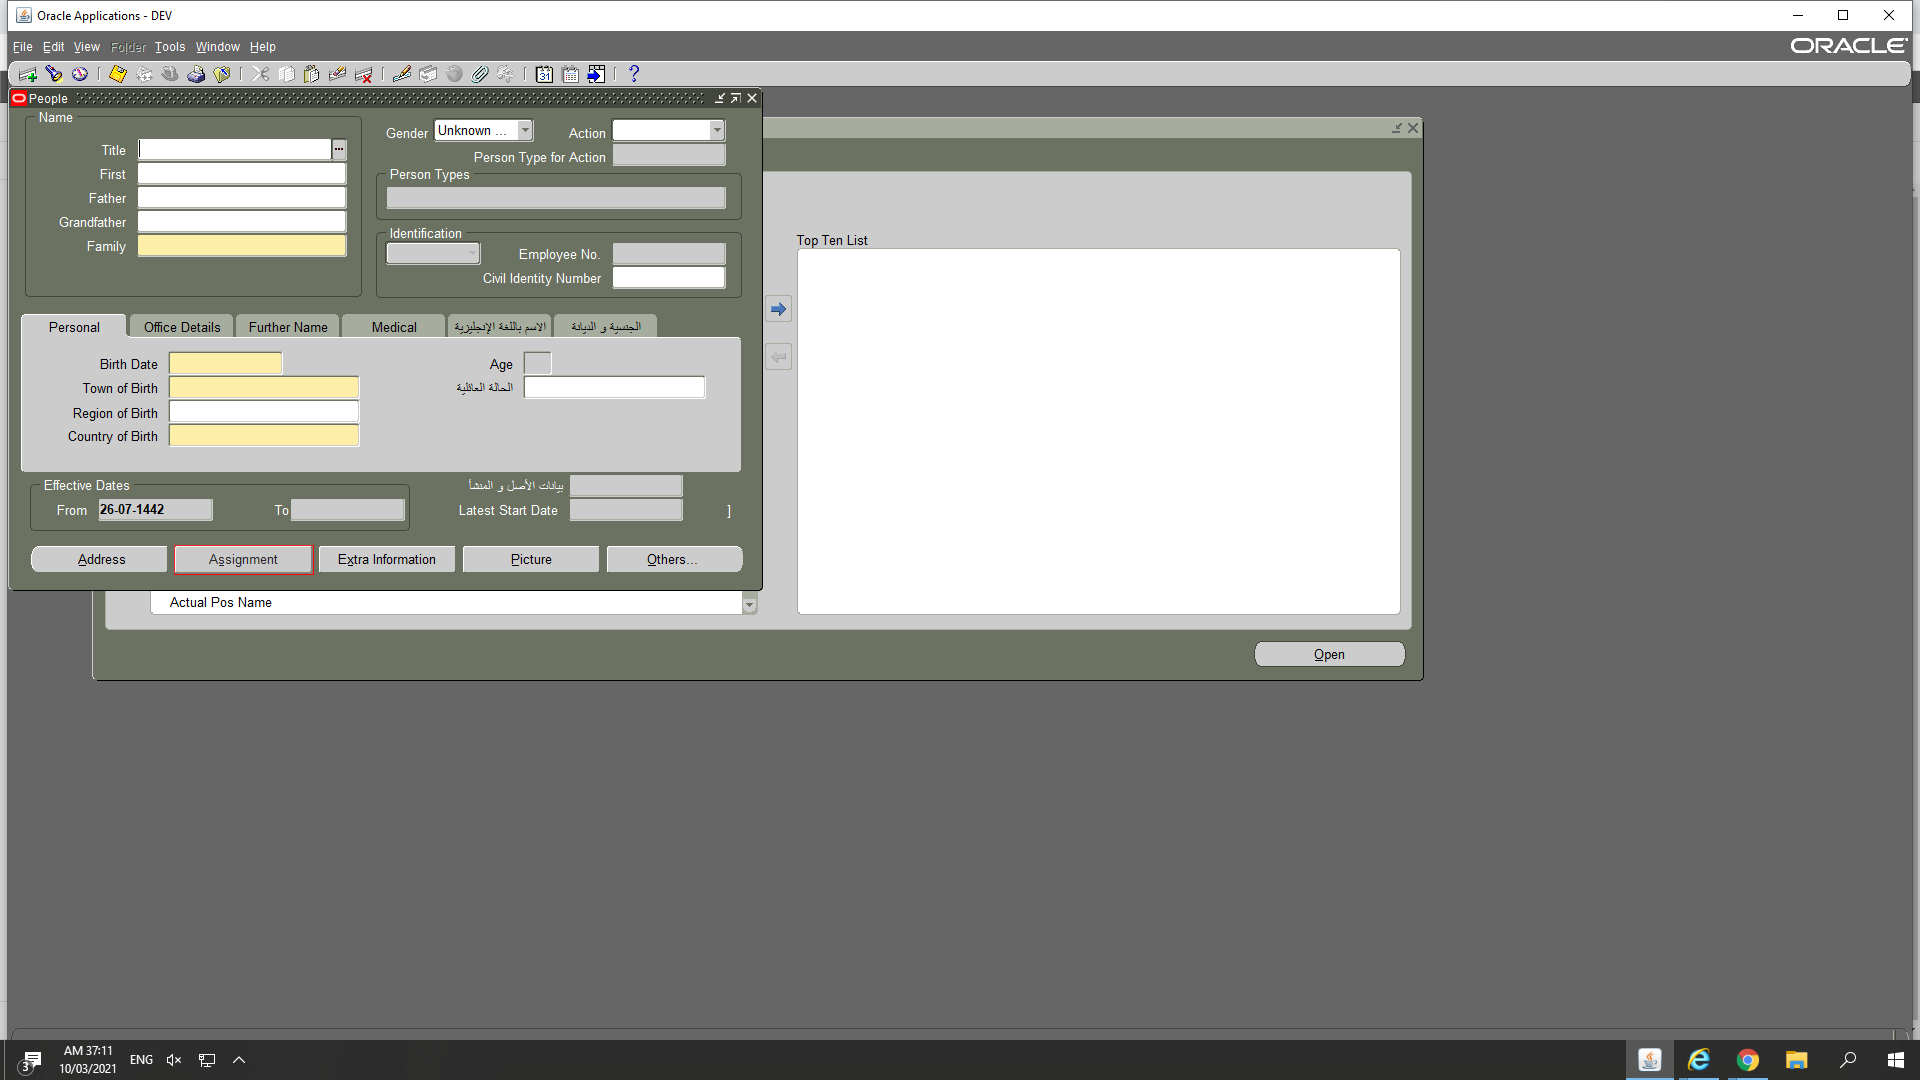 Oracle Applications - DEV
File Edit View Folder Tools Window Help
ORACLE
People
Name
Title
First
Father
Grandfather
Family
Gender Unknown ...
Action
Person Type for Action
Person Types
Identification
Employee No.
Civil Identity Number
Personal Office Details Further Name Medical الاسم باللغة الإنجليزية الجنسية و الديانة
Birth Date
Age
Town of Birth
الحالة العائلية
Region of Birth
Country of Birth
Effective Dates
From 26-07-1442 To
بيانات الأصل و المنشأ
Latest Start Date ]
Address Assignment Extra Information Picture Others...
Top Ten List
Actual Pos Name
Open
3
AM 37:11
10/03/2021
ENG
31